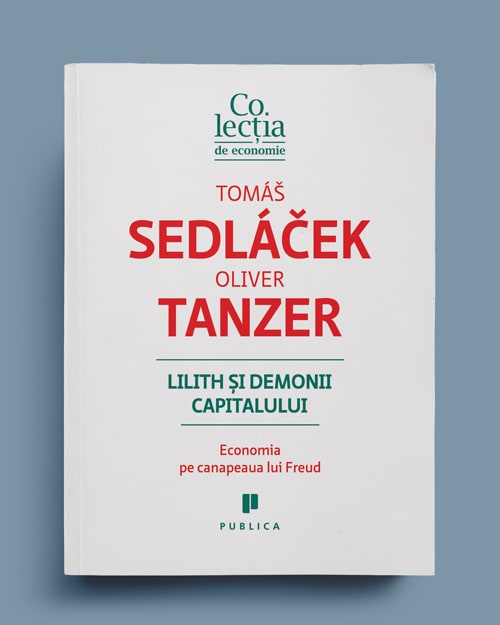 Co.
lecția
de economie
TOMÁŠ
SEDLÁČEK
OLIVER
TANZER
LILITH ȘI DEMONII
CAPITALULUI
Economia
pe canapeaua lui Freud
PUBLICA